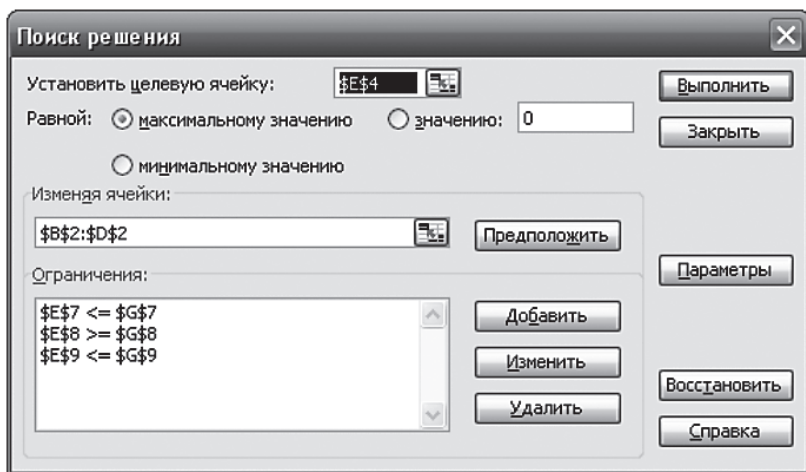 Поиск решения
Установить целевую ячейку: $E$4
Выполнить
Равной: максимальному значению значению: 0
Закрыть
минимальному значению
Изменяя ячейки:
$B$2:$D$2 Предположить
Параметры
Ограничения:
$E$7 <= $G$7
$E$8 >= $G$8
$E$9 <= $G$9
Добавить
Изменить
Удалить
Восстановить
Справка